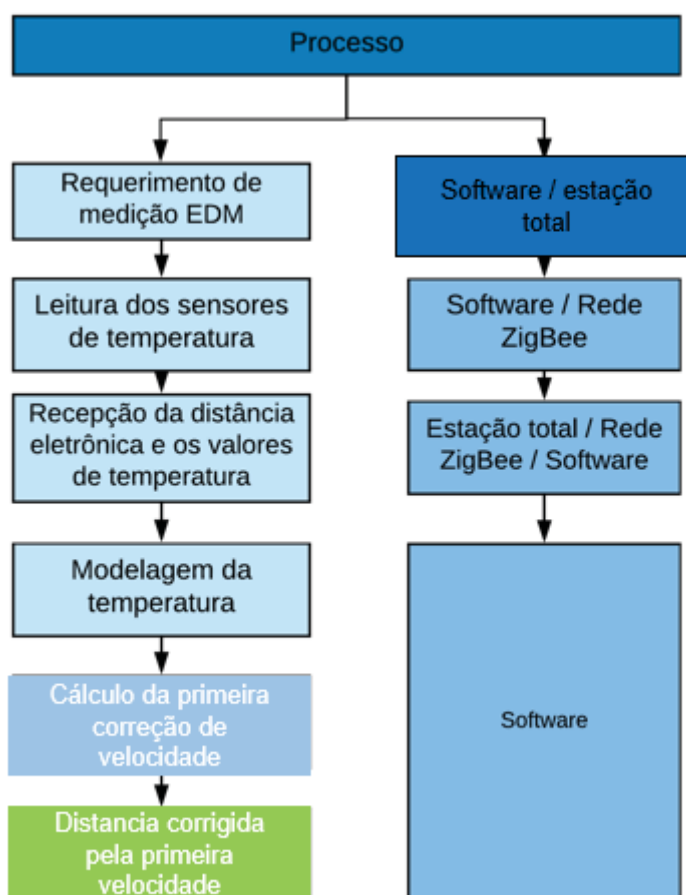 Processo
Requerimento de
medição EDM
Software / estação
total
Leitura dos sensores
de temperatura
Software / Rede
ZigBee
Recepção da distância
eletrônica e os valores
de temperatura
Estação total / Rede
ZigBee / Software
Modelagem da
temperatura
Software
Cálculo da primeira
correção de
velocidade
Distancia corrigida
pela primeira
velocidade